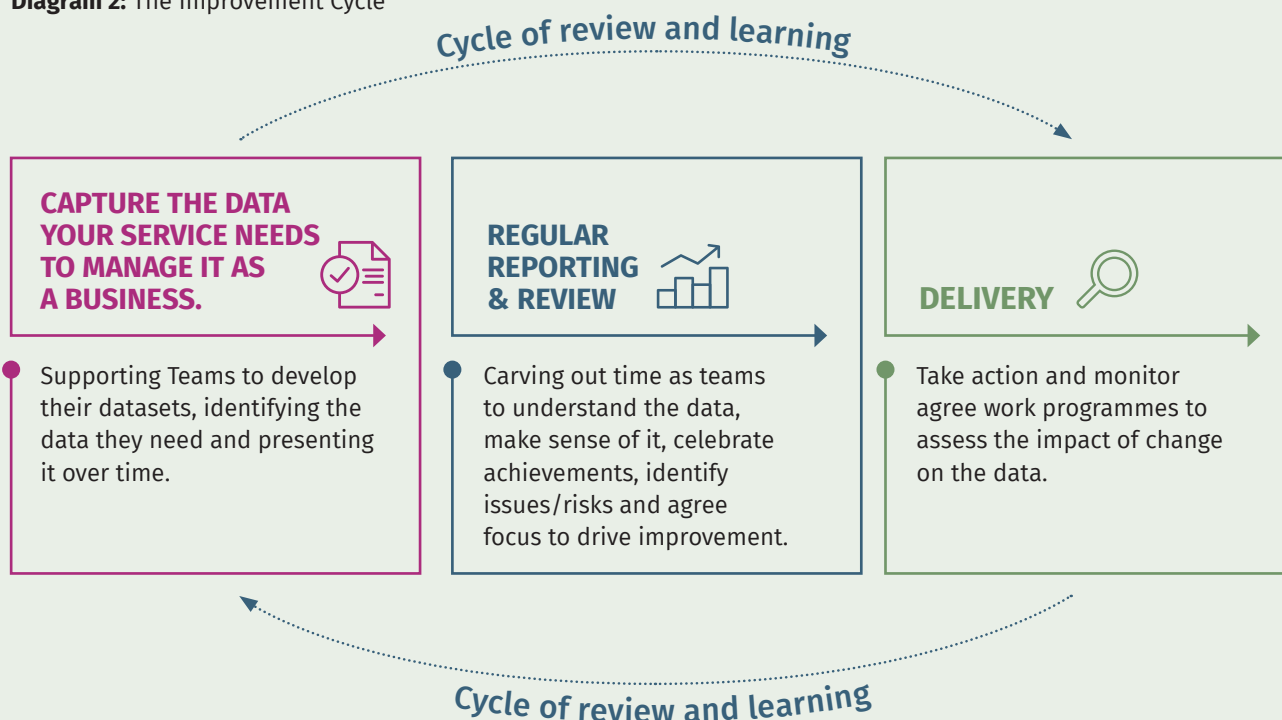 Diagram 2: The Improvement Cycle
Cycle of review and learning
CAPTURE THE DATA
YOUR SERVICE NEEDS
TO MANAGE IT AS
A BUSINESS.
Supporting Teams to develop
their datasets, identifying the
data they need and presenting
it over time.
REGULAR
REPORTING
& REVIEW
Carving out time as teams
to understand the data,
make sense of it, celebrate
achievements, identify
issues/risks and agree
focus to drive improvement.
DELIVERY
Take action and monitor
agree work programmes to
assess the impact of change
on the data.
Cycle of review and learning